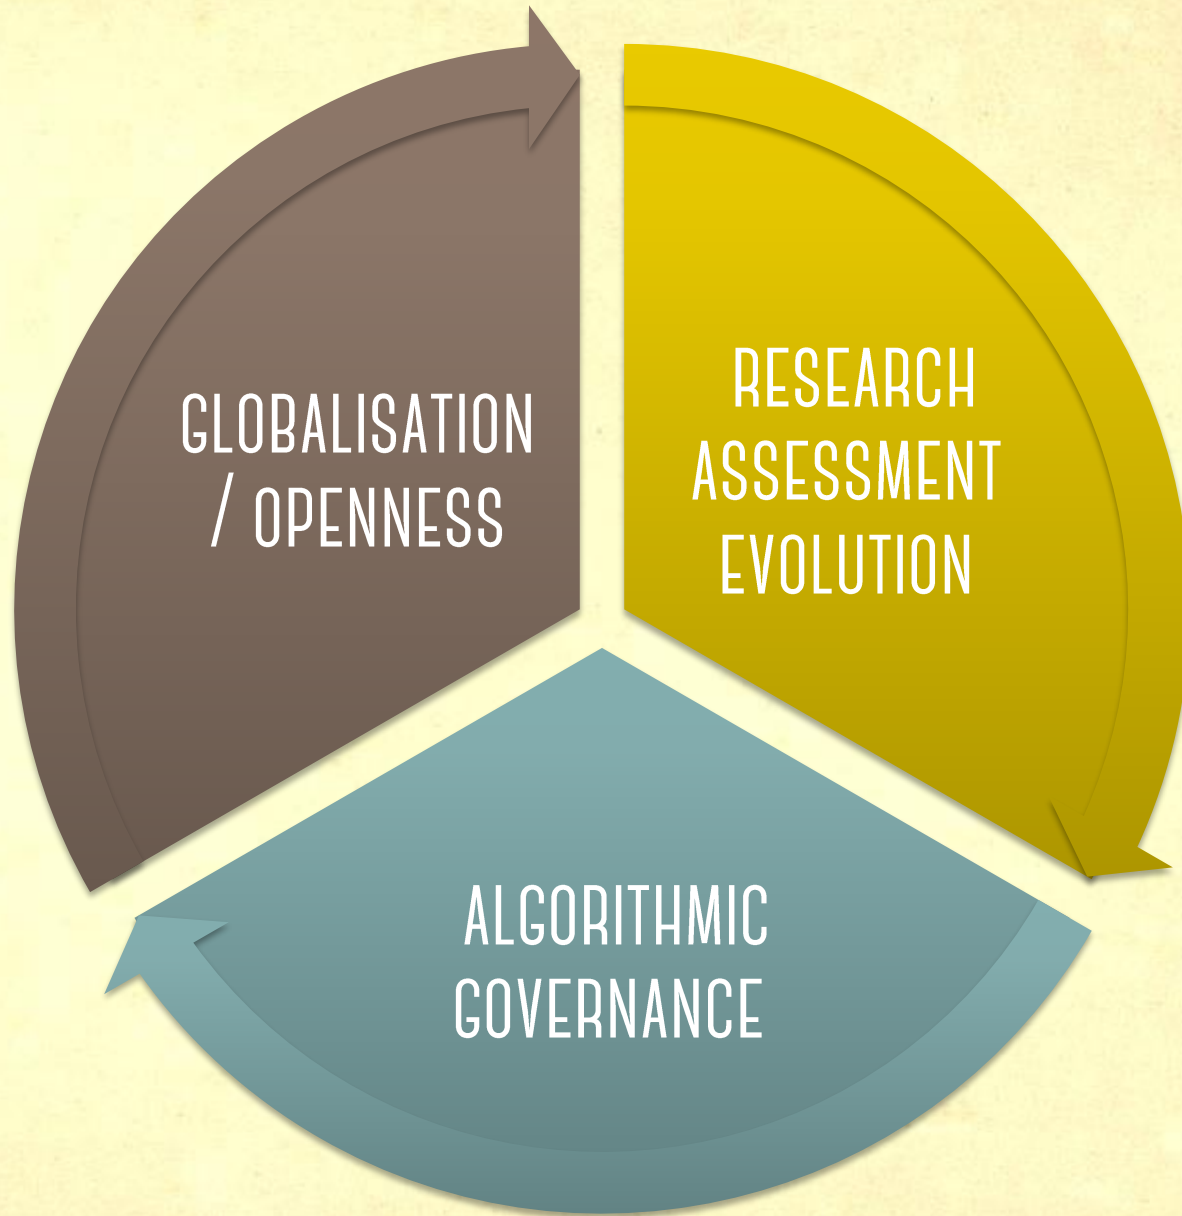 GLOBALISATION
/ OPENNESS
RESEARCH
ASSESSMENT
EVOLUTION
ALGORITHMIC
GOVERNANCE